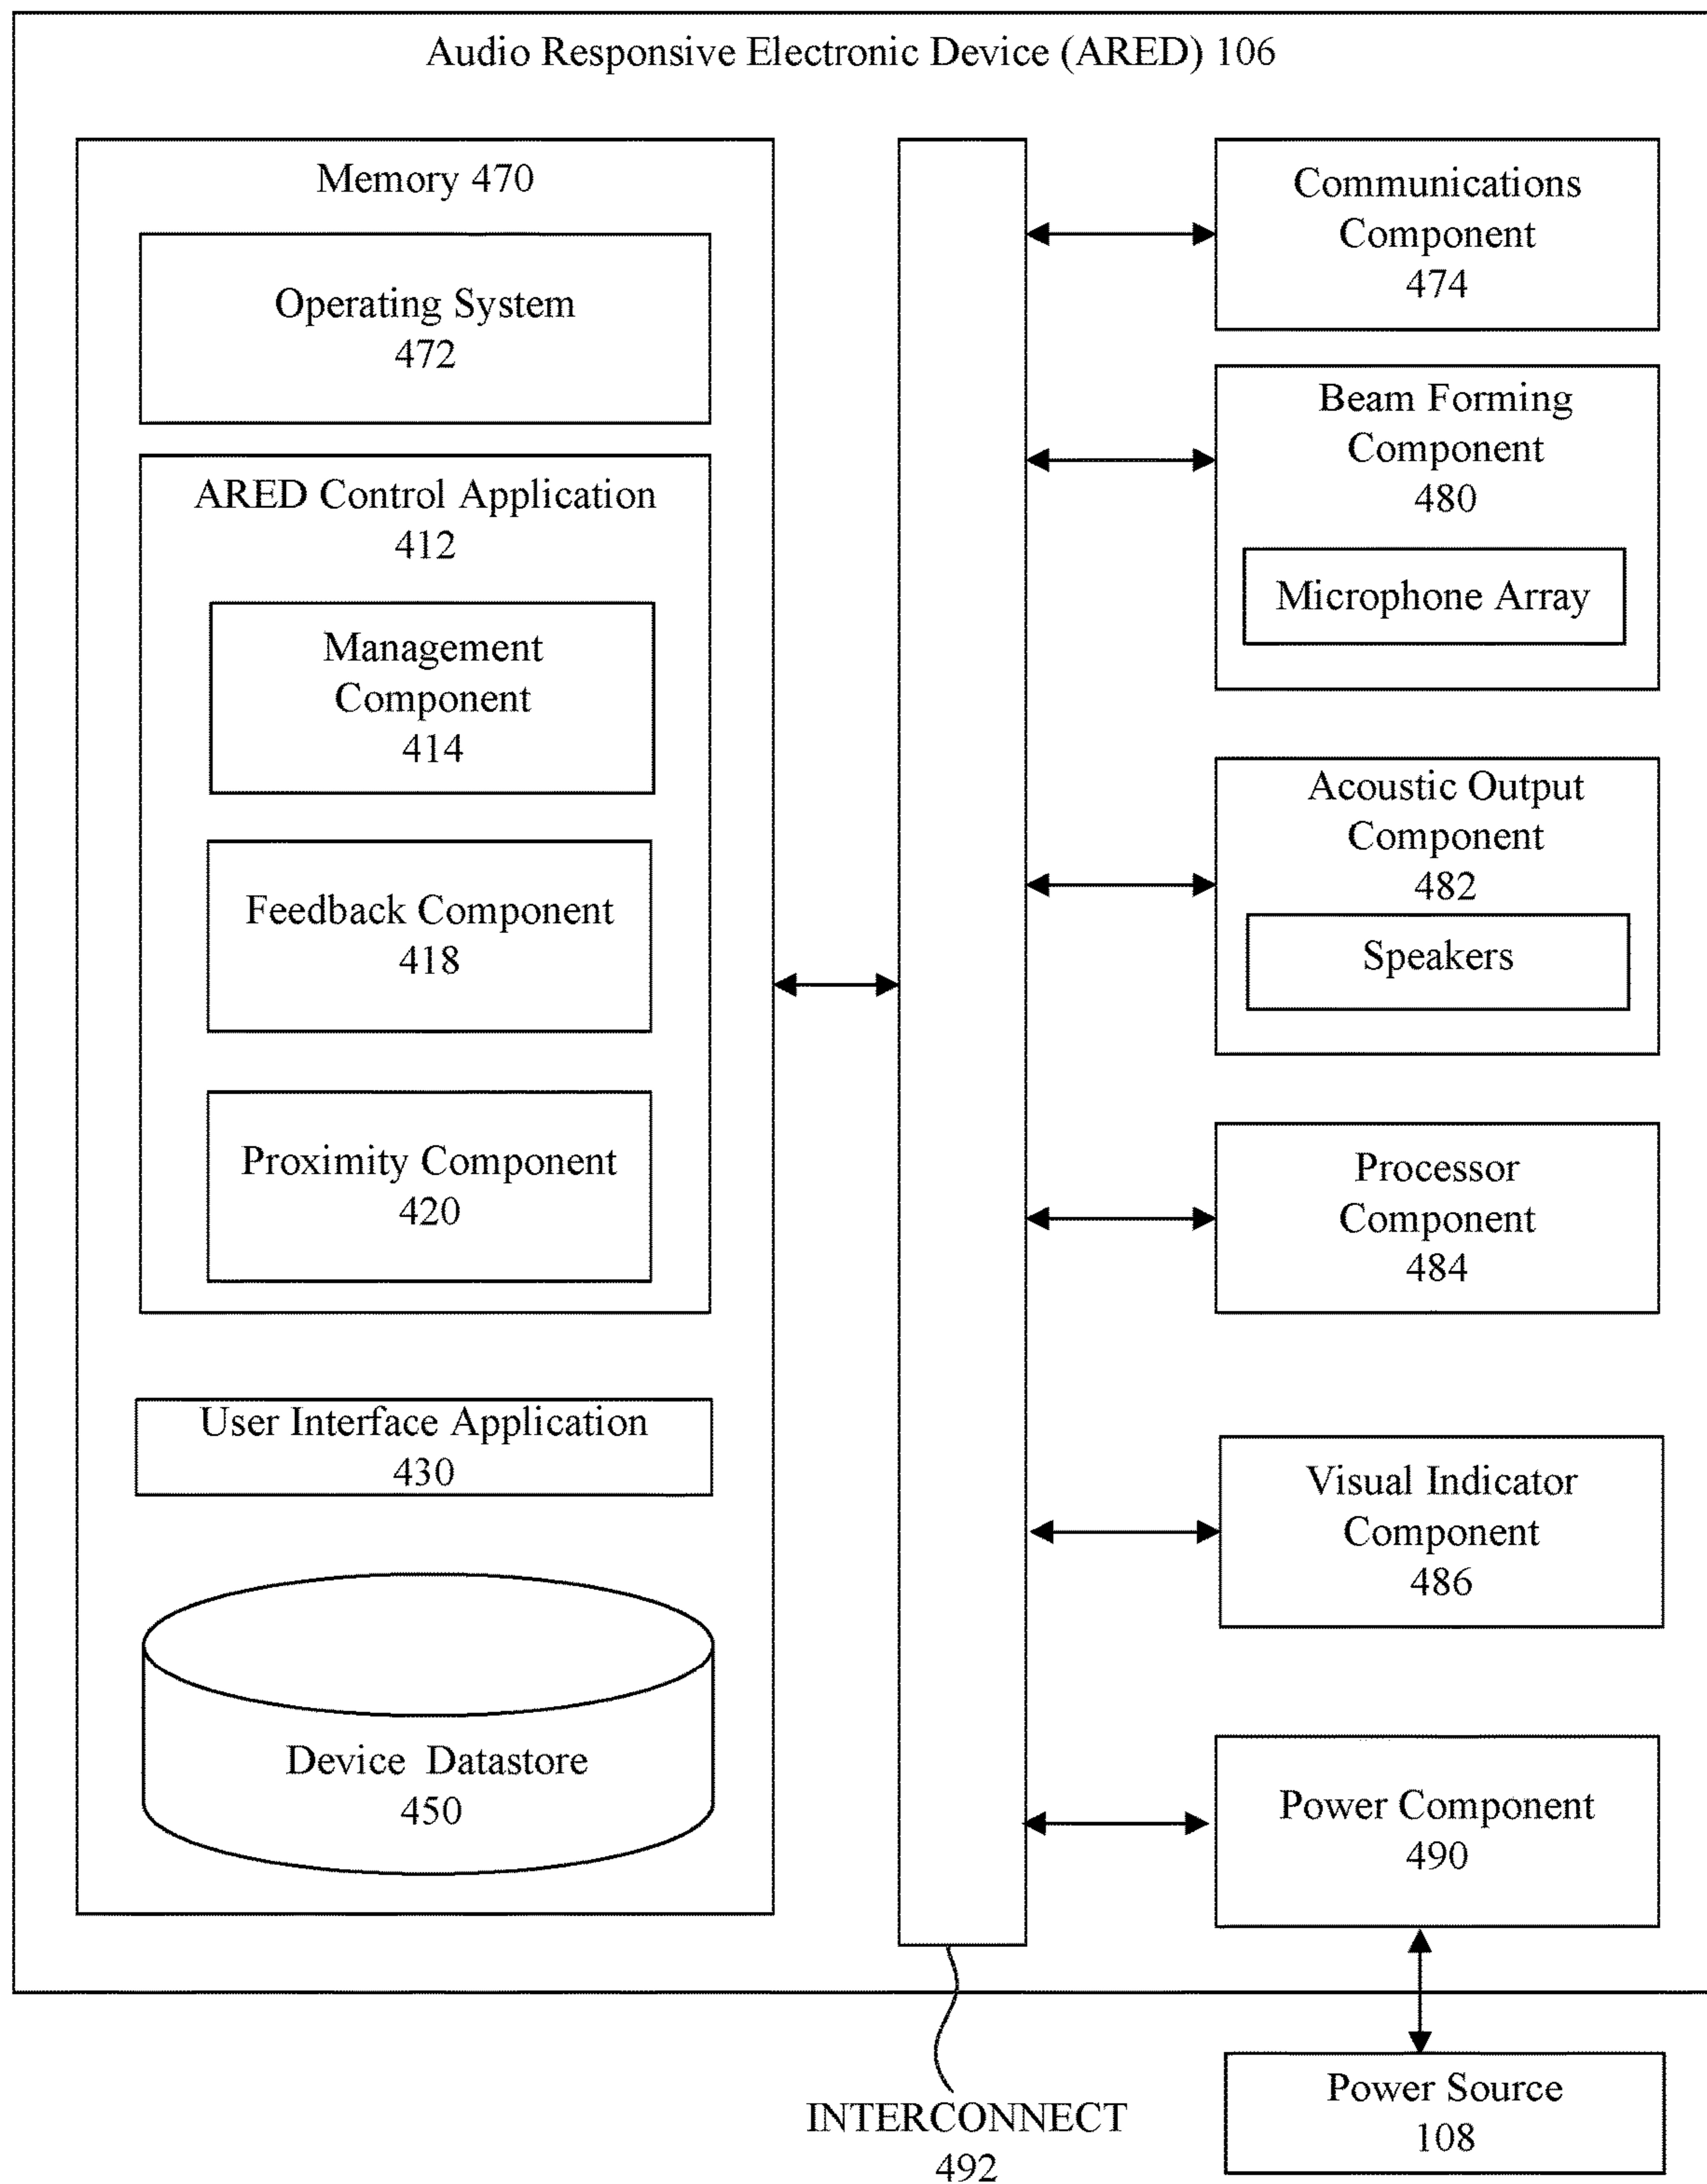 Audio Responsive Electronic Device (ARED) 106
Memory 470
Operating System
472
ARED Control Application
412
Management
Component
414
Feedback Component
418
Proximity Component
420
User Interface Application
430
Device Datastore
450
Communications
Component
474
Beam Forming
Component
480
Microphone Array
Acoustic Output
Component
482
Speakers
Processor
Component
484
Visual Indicator
Component
486
Power Component
490
INTERCONNECT
492
Power Source
108